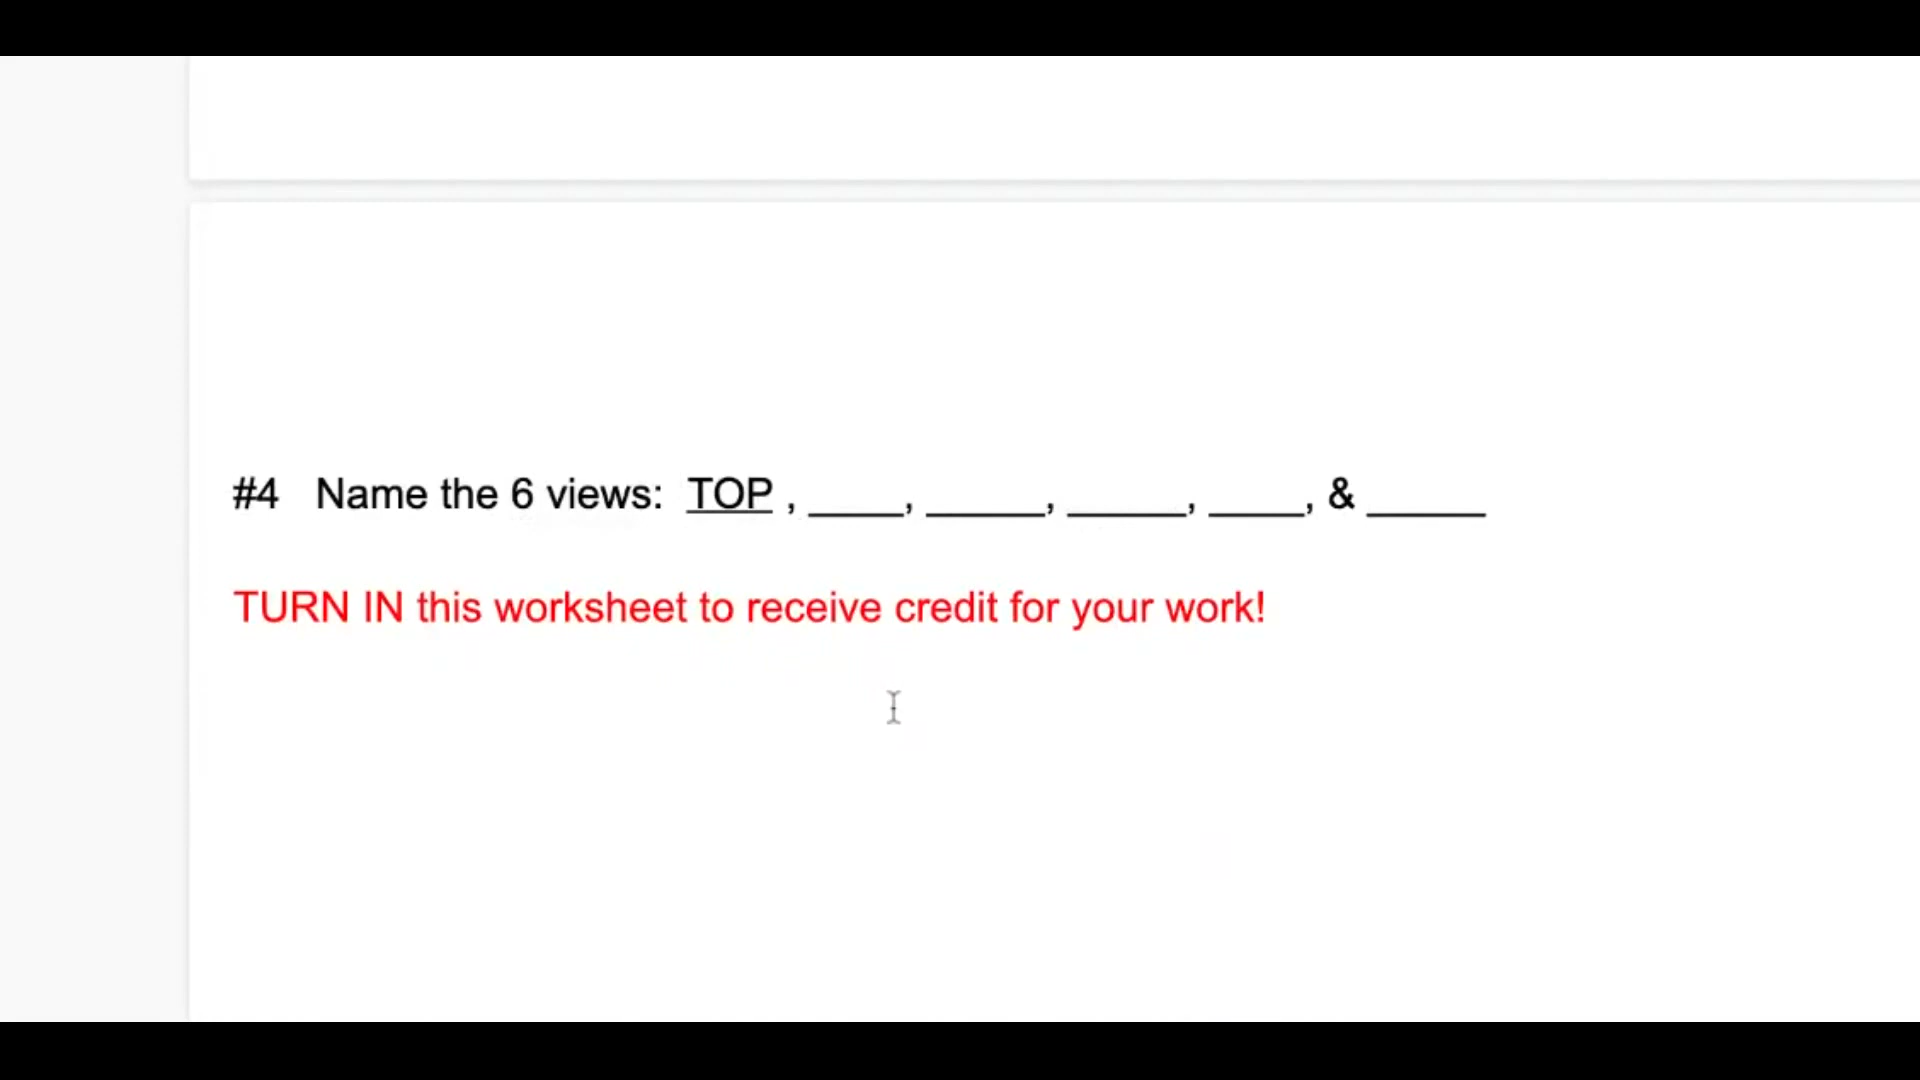 #4 Name the 6 views: TOP , ____, _____, _____, ____, & _____
TURN IN this worksheet to receive credit for your work!